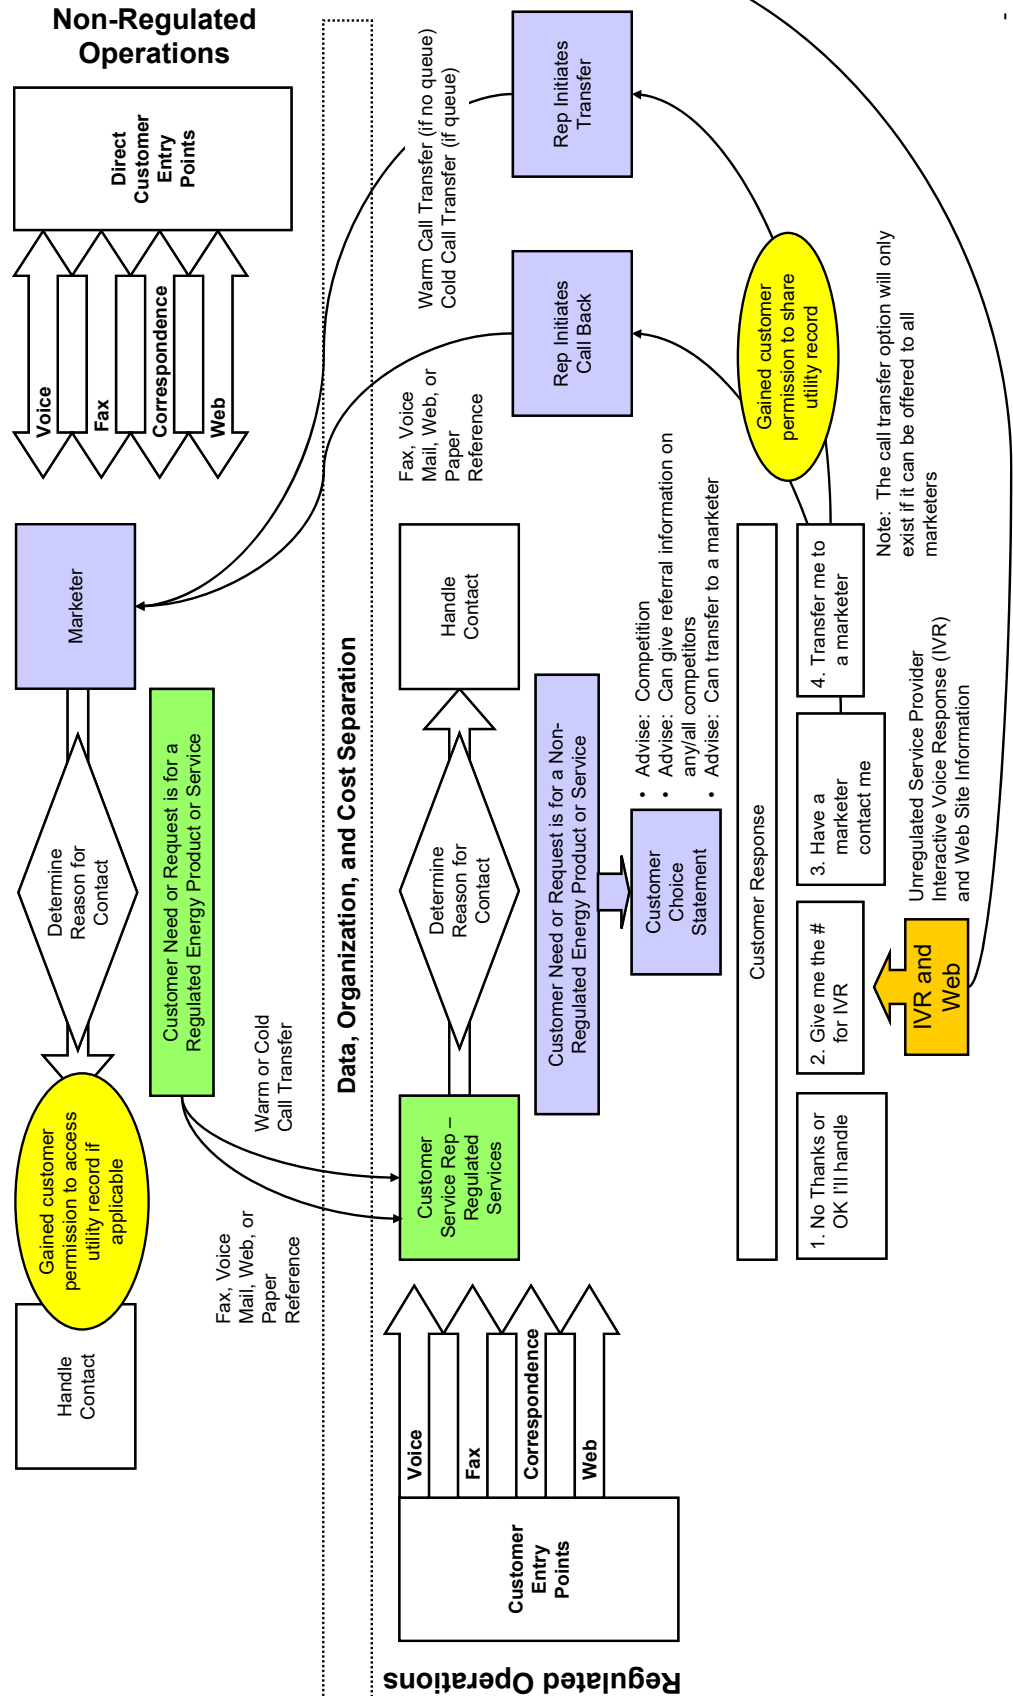 Non-Regulated
Operations
Handle
Contact
Gained customer
permission to access
utility record if
applicable
Determine
Reason for
Contact
Marketer
Voice
Fax
Correspondence
Web
Direct
Customer
Entry
Points
Customer Need or Request is for a
Regulated Energy Product or Service
Fax, Voice
Mail, Web, or
Paper
Reference
Warm or Cold
Call Transfer
Data, Organization, and Cost Separation
Regulated Operations
Customer
Entry
Points
Voice
Fax
Correspondence
Web
Customer
Service Rep –
Regulated
Services
Determine
Reason for
Contact
Handle
Contact
Fax, Voice
Mail, Web, or
Paper
Reference
Warm Call Transfer (if no queue)
Cold Call Transfer (if queue)
Customer Need or Request is for a Non-
Regulated Energy Product or Service
Rep Initiates
Call Back
Rep Initiates
Transfer
Customer
Choice
Statement
• Advise: Competition
• Advise: Can give referral information on
any/all competitors
• Advise: Can transfer to a marketer
Customer Response
Gained customer
permission to share
utility record
1. No Thanks or
OK I'll handle
2. Give me the #
for IVR
3. Have a
marketer
contact me
4. Transfer me to
a marketer
Note: The call transfer option will only
exist if it can be offered to all
marketers
IVR and
Web
Unregulated Service Provider
Interactive Voice Response (IVR)
and Web Site Information
-